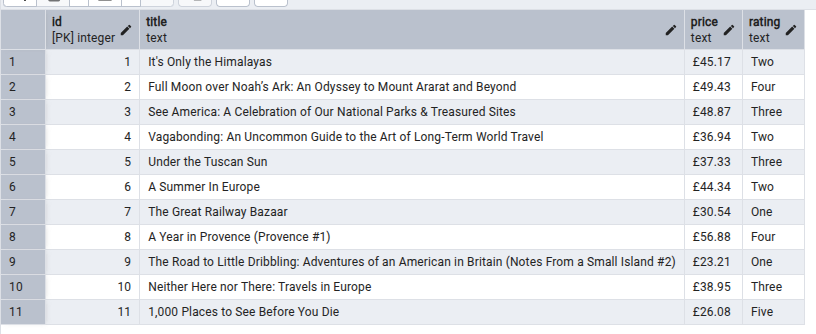 id title price rating
[PK] integer text text text
1 1 It's Only the Himalayas £45.17 Two
2 2 Full Moon over Noah’s Ark: An Odyssey to Mount Ararat and Beyond £49.43 Four
3 3 See America: A Celebration of Our National Parks & Treasured Sites £48.87 Three
4 4 Vagabonding: An Uncommon Guide to the Art of Long-Term World Travel £36.94 Two
5 5 Under the Tuscan Sun £37.33 Three
6 6 A Summer In Europe £44.34 Two
7 7 The Great Railway Bazaar £30.54 One
8 8 A Year in Provence (Provence #1) £56.88 Four
9 9 The Road to Little Dribbling: Adventures of an American in Britain (Notes From a Small Island #2) £23.21 One
10 10 Neither Here nor There: Travels in Europe £38.95 Three
11 11 1,000 Places to See Before You Die £26.08 Five